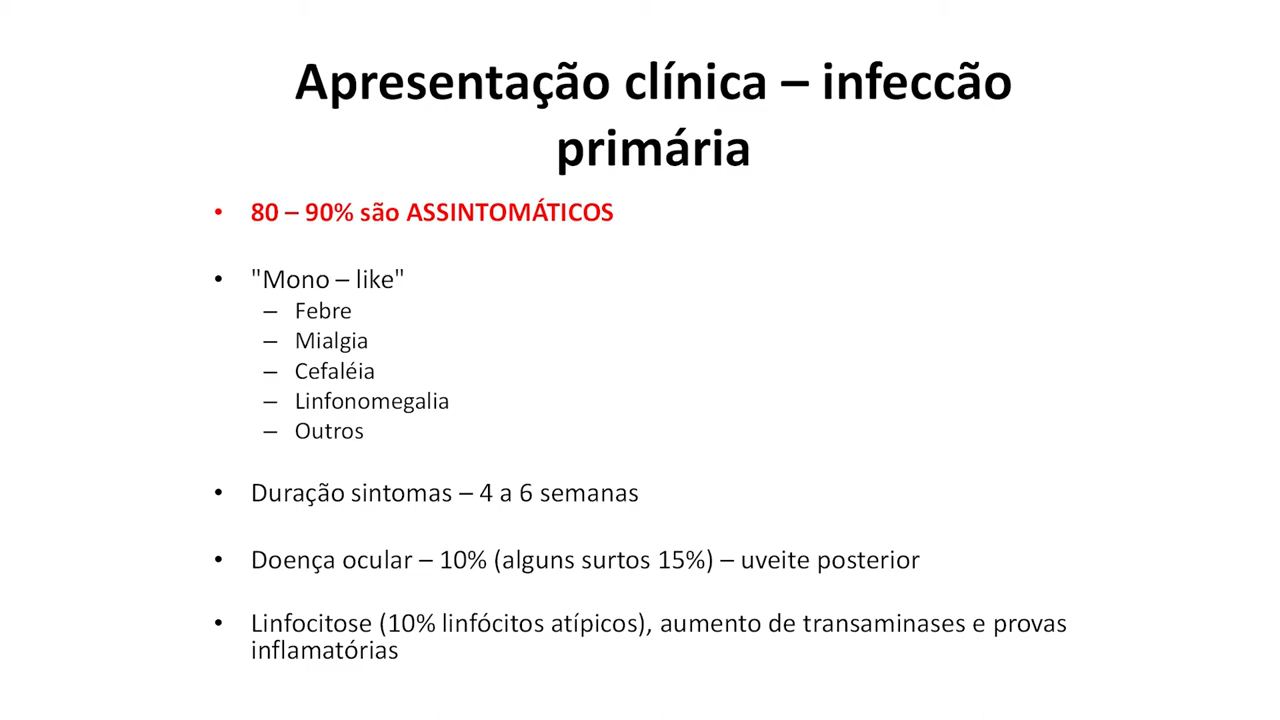 Apresentação clínica – infeccão
primária
• 80 – 90% são ASSINTOMÁTICOS
• "Mono – like"
– Febre
– Mialgia
– Cefaléia
– Linfonomegalia
– Outros
• Duração sintomas – 4 a 6 semanas
• Doença ocular – 10% (alguns surtos 15%) – uveite posterior
• Linfocitose (10% linfócitos atípicos), aumento de transaminases e provas
inflamatórias